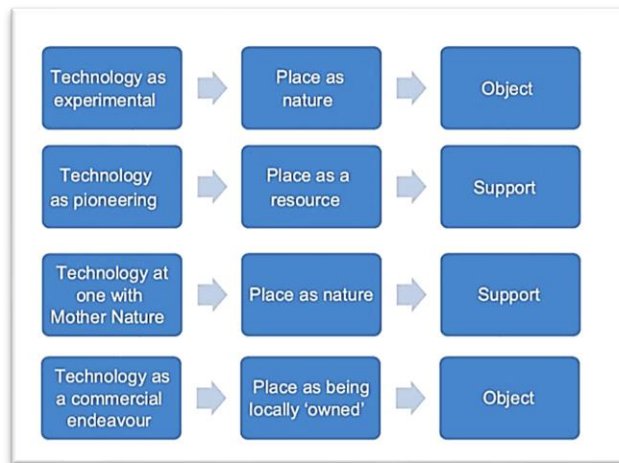 Technology as
experimental
Place as
nature
Object
Technology
as pioneering
Place as a
resource
Support
Technology at
one with
Mother Nature
Place as nature
Support
Technology as
a commercial
endeavour
Place as being
locally ‘owned’
Object